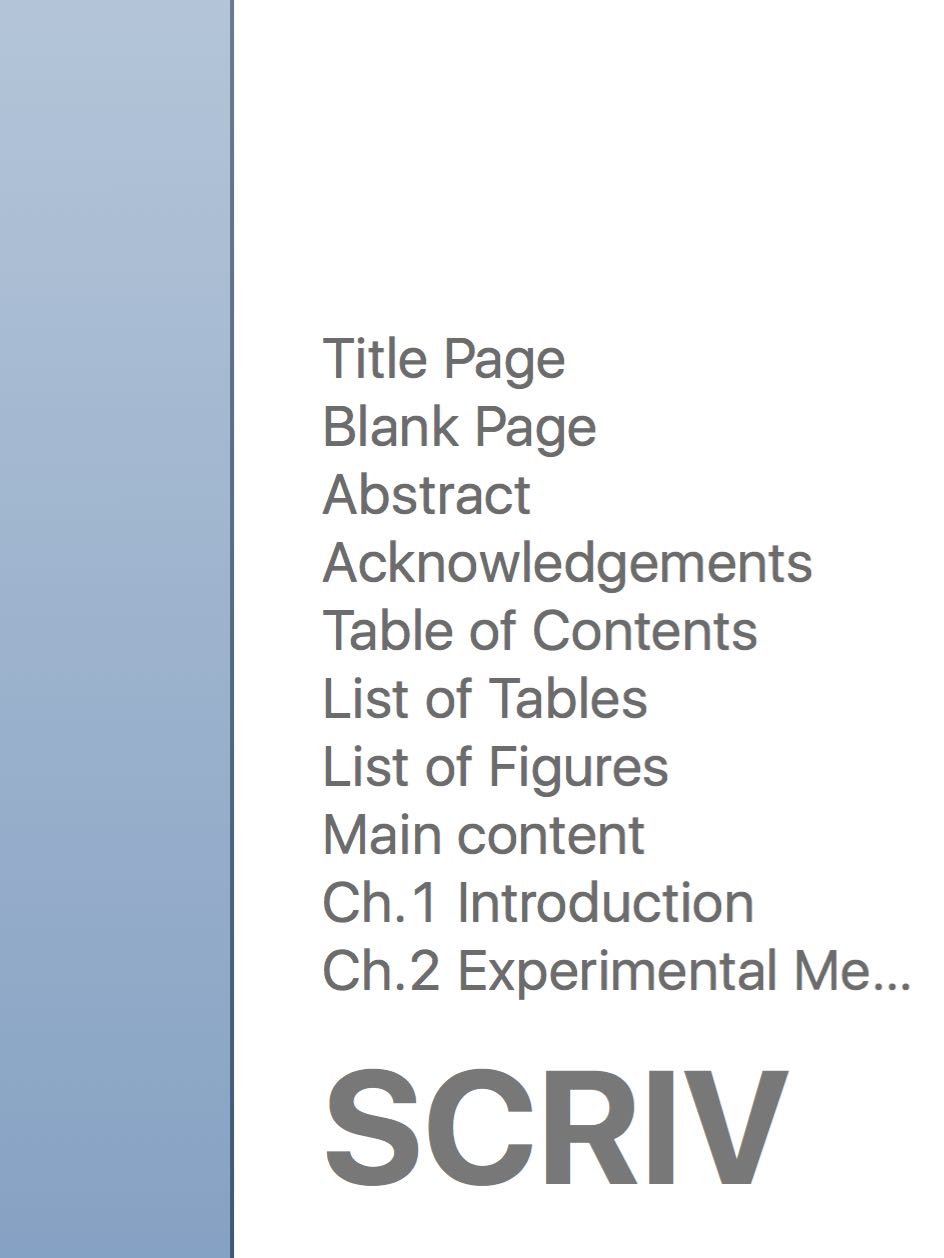 Title Page
Blank Page
Abstract
Acknowledgements
Table of Contents
List of Tables
List of Figures
Main content
Ch.1 Introduction
Ch.2 Experimental Me...
SCRIV